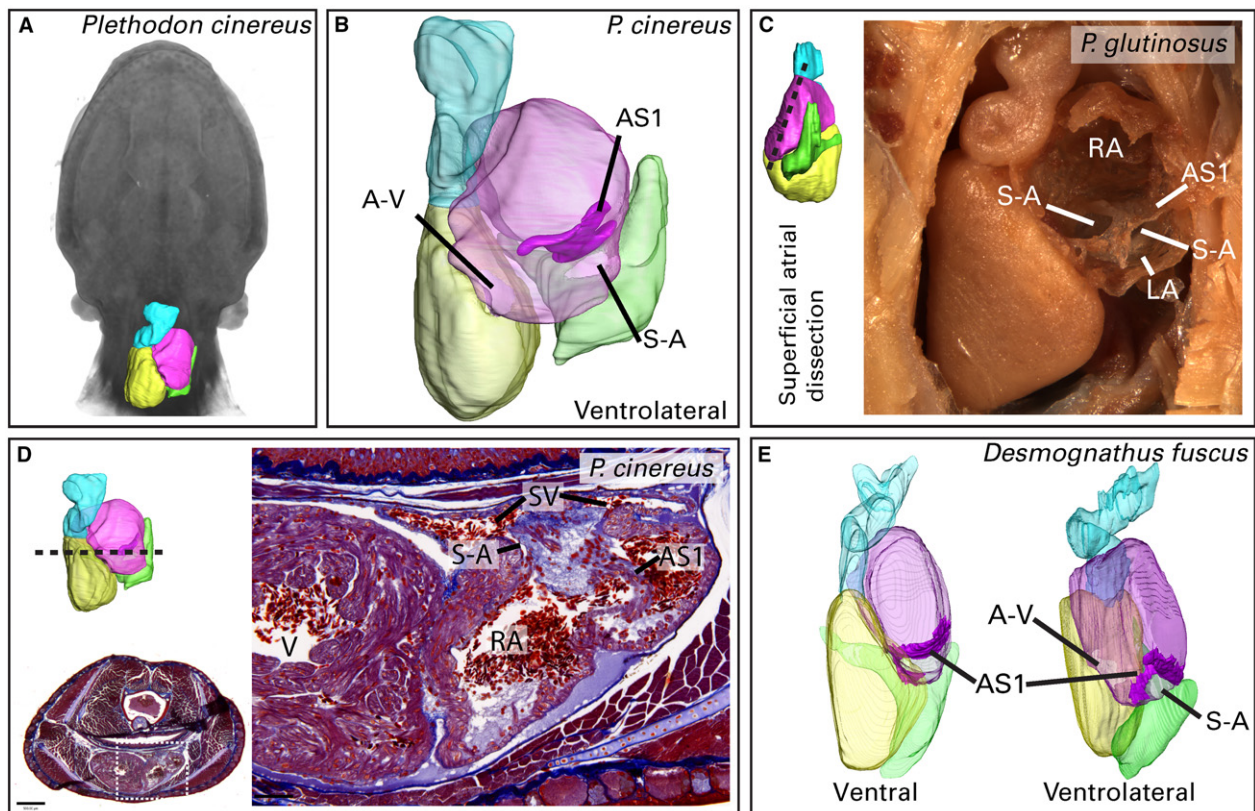 A
Plethodon cinereus
B
P. cinereus
AS1
A-V
S-A
Ventrolateral
C
P. glutinosus
Superficial atrial
dissection
RA
AS1
S-A
S-A
LA
D
P. cinereus
SV
S-A
AS1
V
RA
E
Desmognathus fuscus
A-V
AS1
S-A
Ventral
Ventrolateral